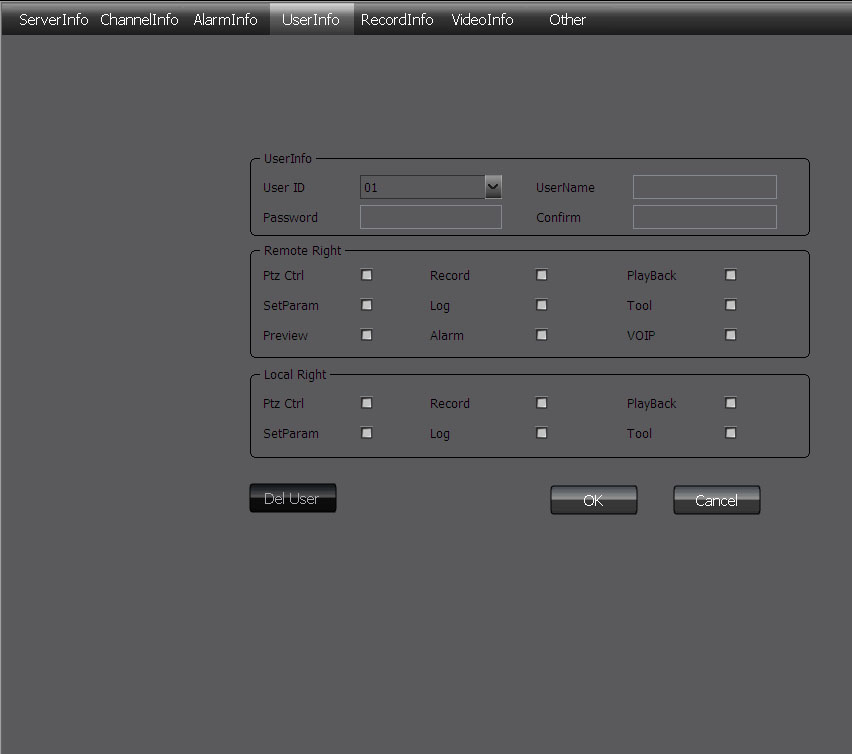 ServerInfo ChannelInfo AlarmInfo UserInfo RecordInfo VideoInfo Other
UserInfo
User ID 01 UserName
Password Confirm
Remote Right
Ptz Ctrl Record PlayBack
SetParam Log Tool
Preview Alarm VOIP
Local Right
Ptz Ctrl Record PlayBack
SetParam Log Tool
Del User OK Cancel